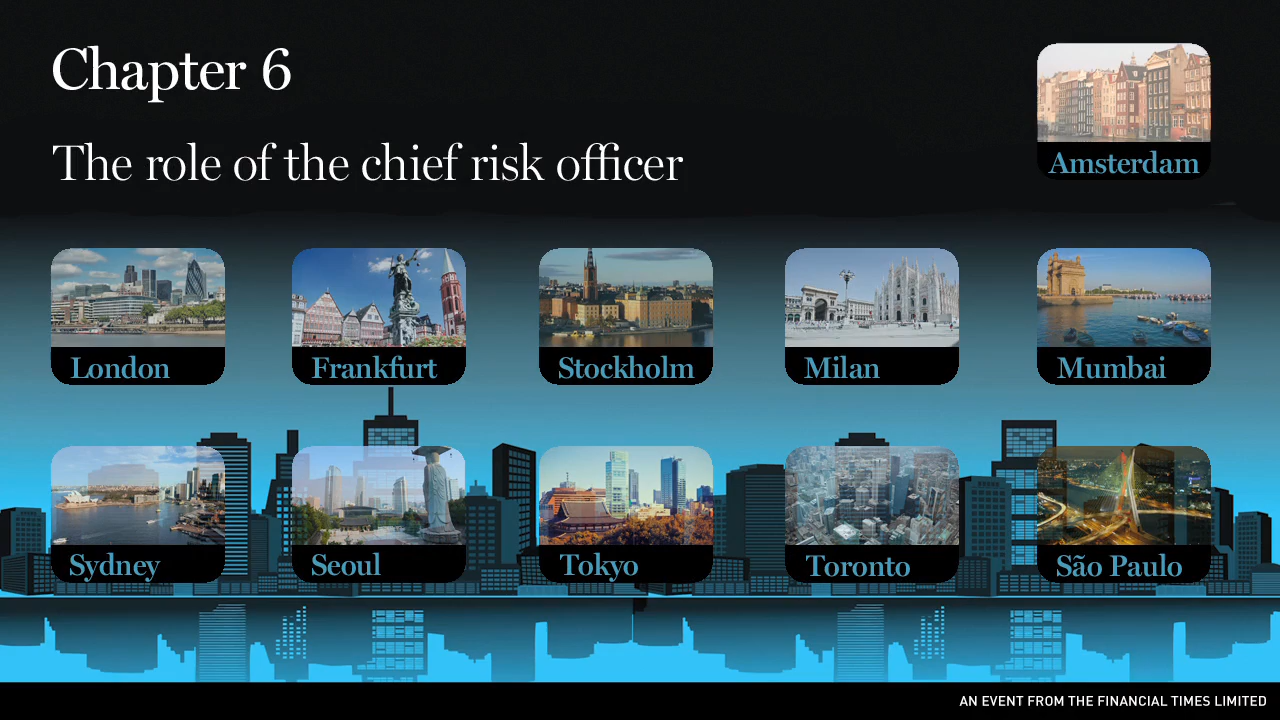 Chapter 6
The role of the chief risk officer
Amsterdam
London
Frankfurt
Stockholm
Milan
Mumbai
Sydney
Seoul
Tokyo
Toronto
São Paulo
AN EVENT FROM THE FINANCIAL TIMES LIMITED